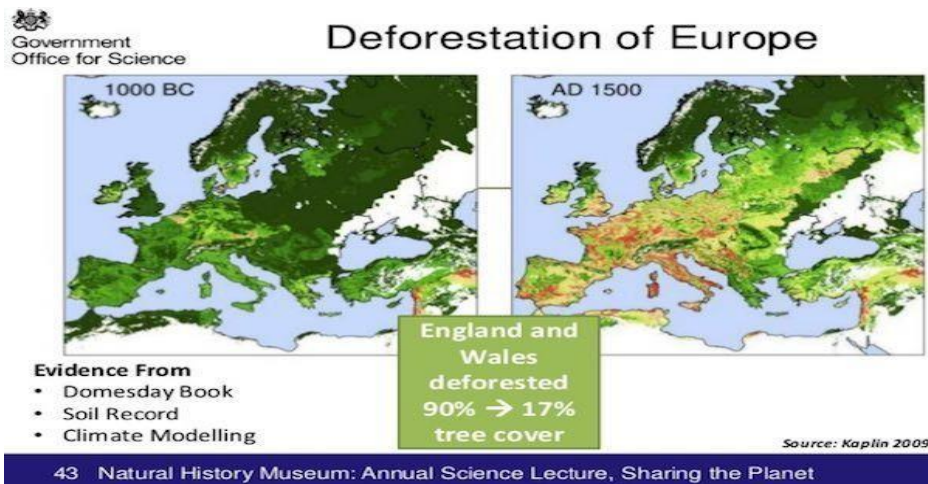 Government
Office for Science
Deforestation of Europe
1000 BC
AD 1500
England and
Wales
deforested
90% → 17%
tree cover
Evidence From
• Domesday Book
• Soil Record
• Climate Modelling
Source: Kaplin 2009
43 Natural History Museum: Annual Science Lecture, Sharing the Planet